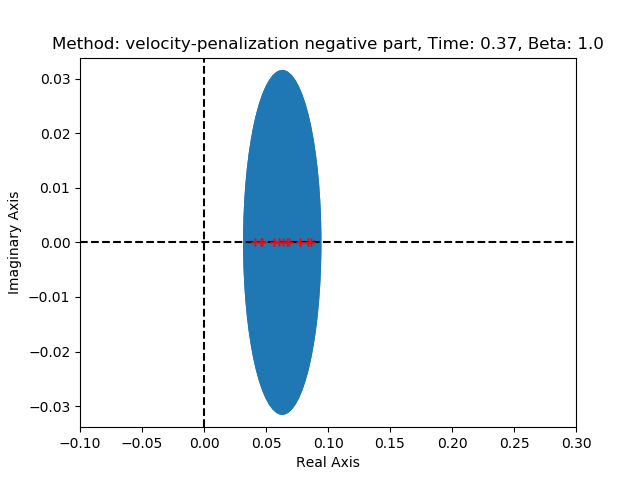 Method: velocity-penalization negative part, Time: 0.37, Beta: 1.0
Imaginary Axis
0.03
0.02
0.01
0.00
−0.01
−0.02
−0.03
−0.10 −0.05 0.00 0.05 0.10 0.15 0.20 0.25 0.30
Real Axis